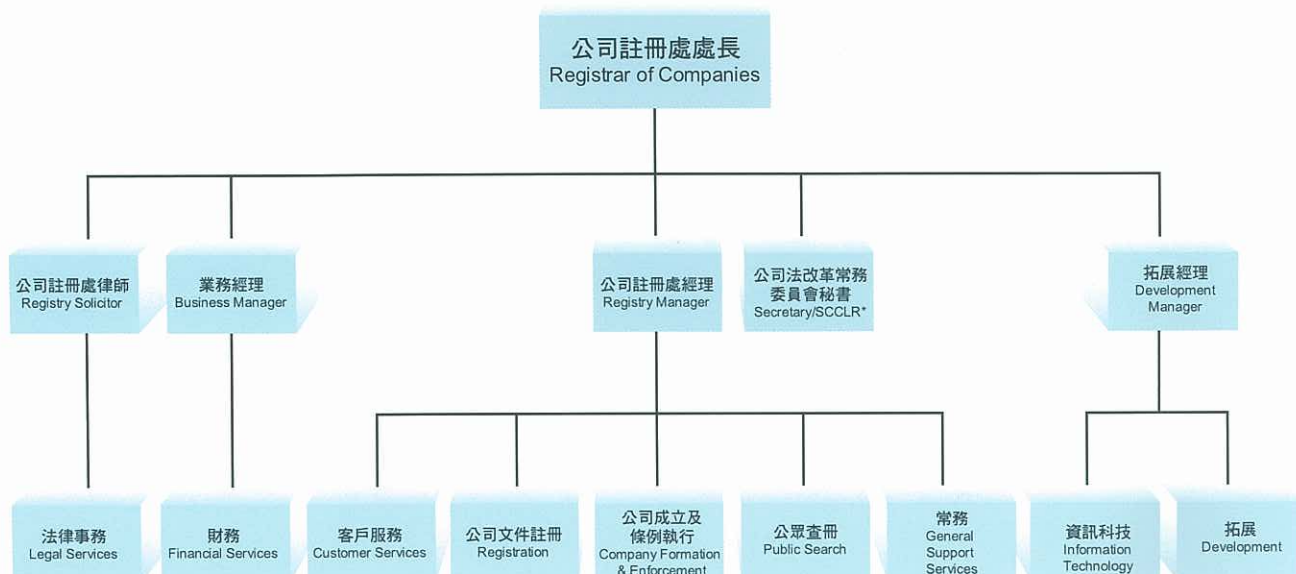 公司註冊處處長
Registrar of Companies
公司註冊處律師
Registry Solicitor
業務經理
Business Manager
公司註冊處經理
Registry Manager
公司法改革常務
委員會秘書
Secretary/SCCLR*
拓展經理
Development
Manager
法律事務
Legal Services
財務
Financial Services
客戶服務
Customer Services
公司文件註冊
Registration
公司成立及
條例執行
Company Formation
& Enforcement
公眾查冊
Public Search
常務
General
Support
Services
資訊科技
Information
Technology
拓展
Development